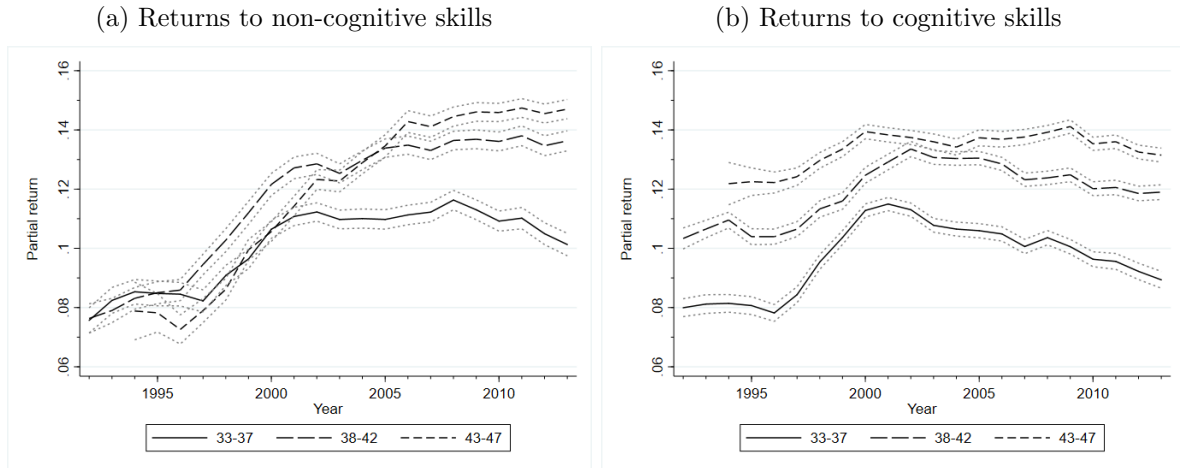 (a) Returns to non-cognitive skills
Partial return
.16
.14
.12
.1
.08
.06
1995 2000 2005 2010
Year
33-37 38-42 43-47
(b) Returns to cognitive skills
Partial return
.16
.14
.12
.1
.08
.06
1995 2000 2005 2010
Year
33-37 38-42 43-47